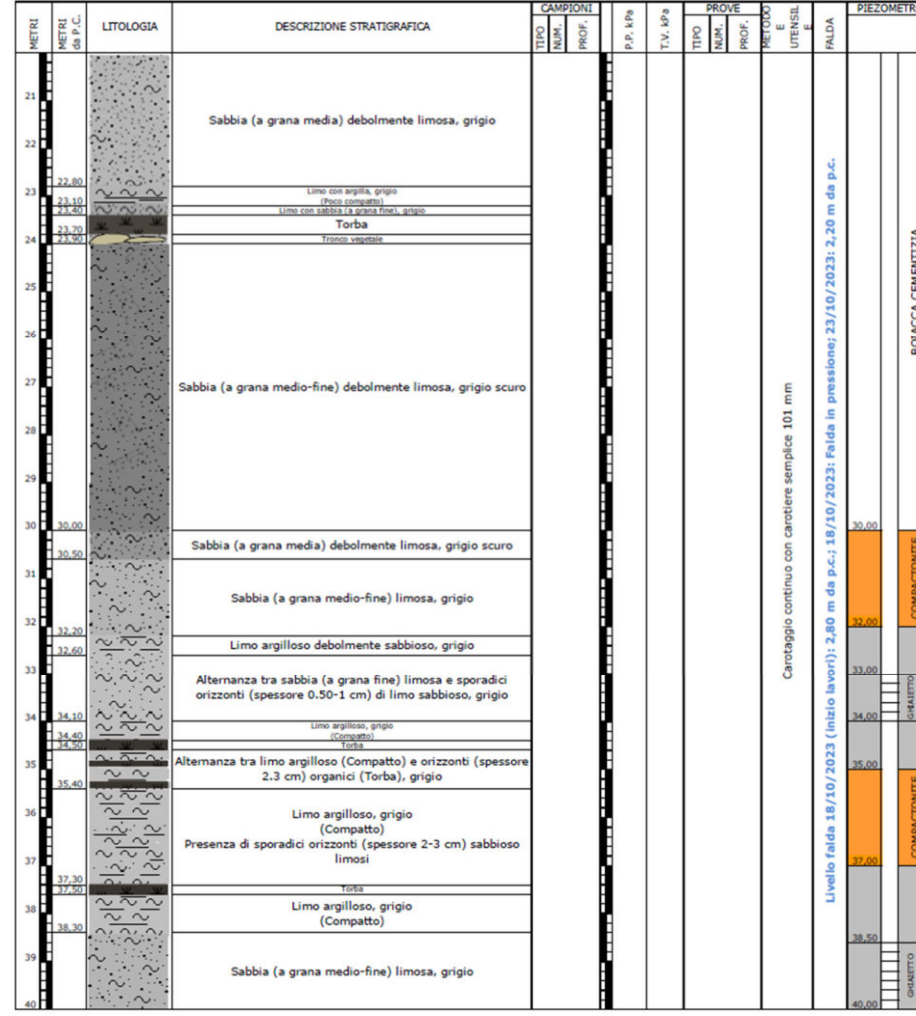 METRI
METRI
da P.C.
LITOLOGIA
DESCRIZIONE STRATIGRAFICA
CAMPIONI
TIPO
NUM.
PROF.
P.P. kPa
T.V. kPa
PROVE
TIPO
NUM.
PROF.
METODO
E
UTENSIL
E
FALDA
PIEZOMETR
21
Sabbia (a grana media) debolmente limosa, grigio
22
22,80
23
Limo con argilla, grigio
(Poco compatto)
23,10
Limo con sabbia (a grana fine), grigio
23,40
Torba
23,70
Tronco vegetale
24
23,90
25
26
27
Sabbia (a grana medio-fine) debolmente limosa, grigio scuro
28
29
30
30,00
Sabbia (a grana media) debolmente limosa, grigio scuro
30,50
31
Sabbia (a grana medio-fine) limosa, grigio
32
32,20
Limo argilloso debolmente sabbioso, grigio
32,60
33
Alternanza tra sabbia (a grana fine) limosa e sporadici
orizzonti (spessore 0.50-1 cm) di limo sabbioso, grigio
34
34,10
Limo argilloso, grigio
(Compatto)
34,40
Torba
34,50
Alternanza tra limo argilloso (Compatto) e orizzonti (spessore
2.3 cm) organici (Torba), grigio
35
35,40
36
Limo argilloso, grigio
(Compatto)
Presenza di sporadici orizzonti (spessore 2-3 cm) sabbioso
limosi
37
37,30
Torba
37,50
38
Limo argilloso, grigio
(Compatto)
38,30
39
Sabbia (a grana medio-fine) limosa, grigio
40
Carotaggio continuo con carotiere semplice 101 mm
Livello falda 18/10/2023 (inizio lavori): 2,80 m da p.c.; 18/10/2023: Falda in pressione; 23/10/2023: 2,20 m da p.c.
BOIACCA CEMENTIZIA
30,00
COMPACTONITE
32,00
33,00
GHIAIETTO
34,00
35,00
COMPACTONITE
37,00
38,50
GHIAIETTO
40,00